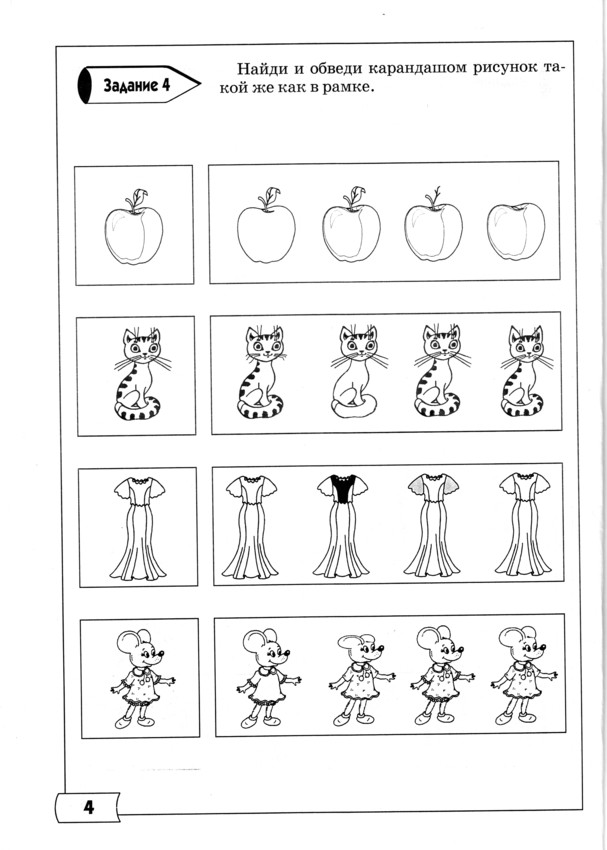 Задание 4
Найди и обведи карандашом рисунок та-
кой же как в рамке.
4